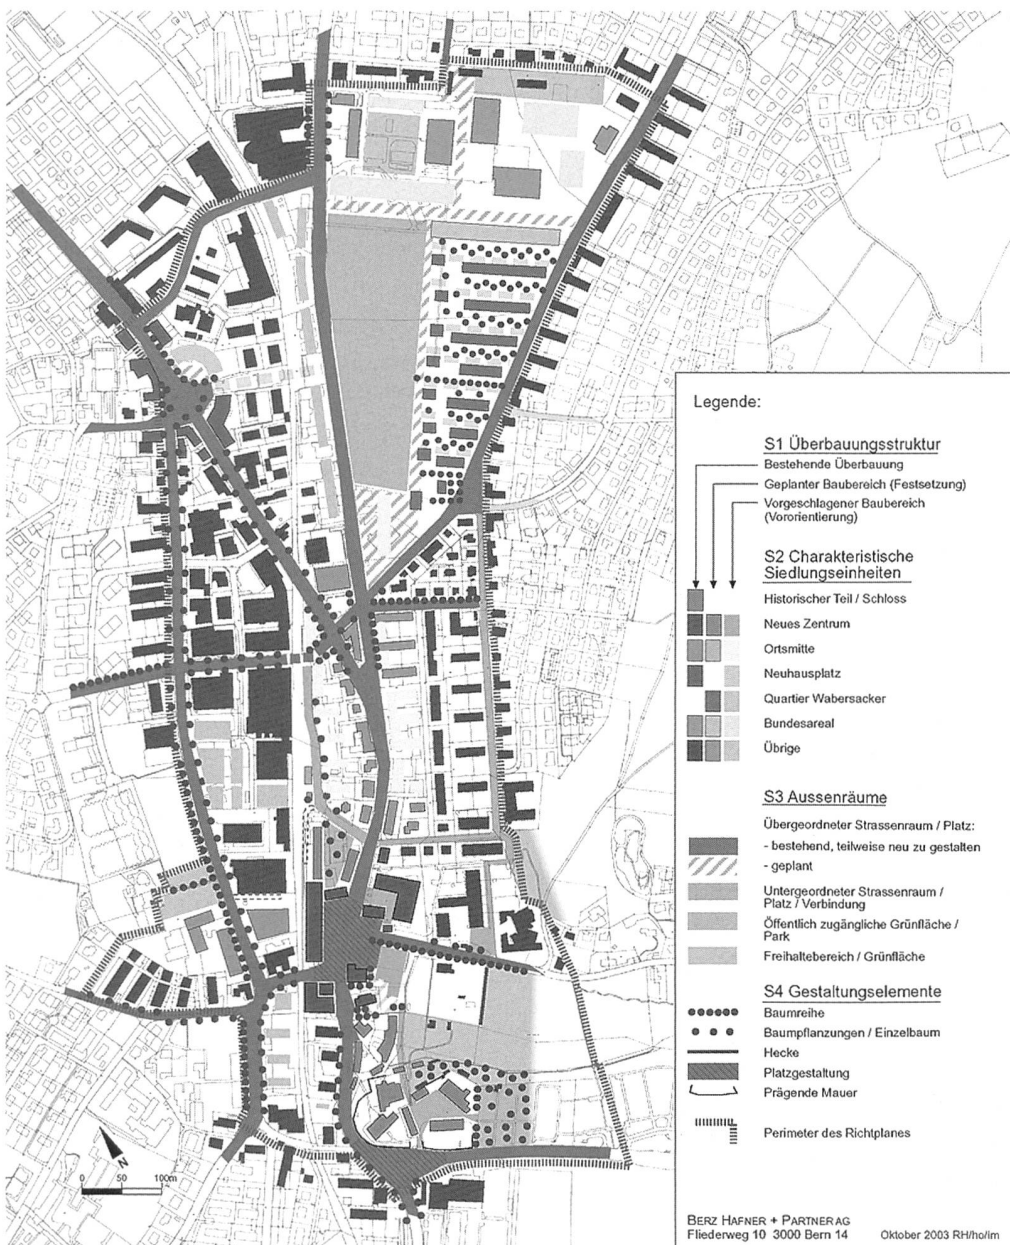 Legende:
S1 Überbauungsstruktur
Bestehende Überbauung
Geplanter Baubereich (Festsetzung)
Vorgeschlagener Baubereich
(Vororientierung)
S2 Charakteristische
Siedlungseinheiten
Historischer Teil / Schloss
Neues Zentrum
Ortsmitte
Neuhausplatz
Quartier Wabersacker
Bundesareal
Übrige
S3 Aussenräume
Übergeordneter Strassenraum / Platz:
- bestehend, teilweise neu zu gestalten
- geplant
Untergeordneter Strassenraum /
Platz / Verbindung
Öffentlich zugängliche Grünfläche /
Park
Freihaltebereich / Grünfläche
S4 Gestaltungselemente
Baumreihe
Baumpflanzungen / Einzelbaum
Hecke
Platzgestaltung
Prägende Mauer
Perimeter des Richtplanes
N
0 50 100m
BERZ HAFNER + PARTNER AG
Fliederweg 10 3000 Bern 14 Oktober 2003 RH/ho/im